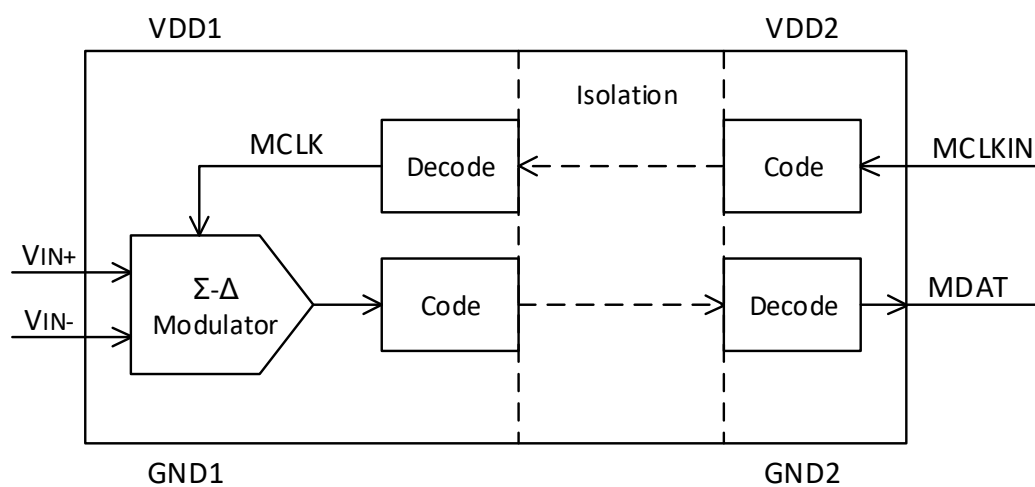 VDD1
VDD2
Isolation
MCLK
Decode
Code
MCLKIN
VIN+
Σ-Δ
Modulator
Code
Decode
MDAT
VIN-
GND1
GND2